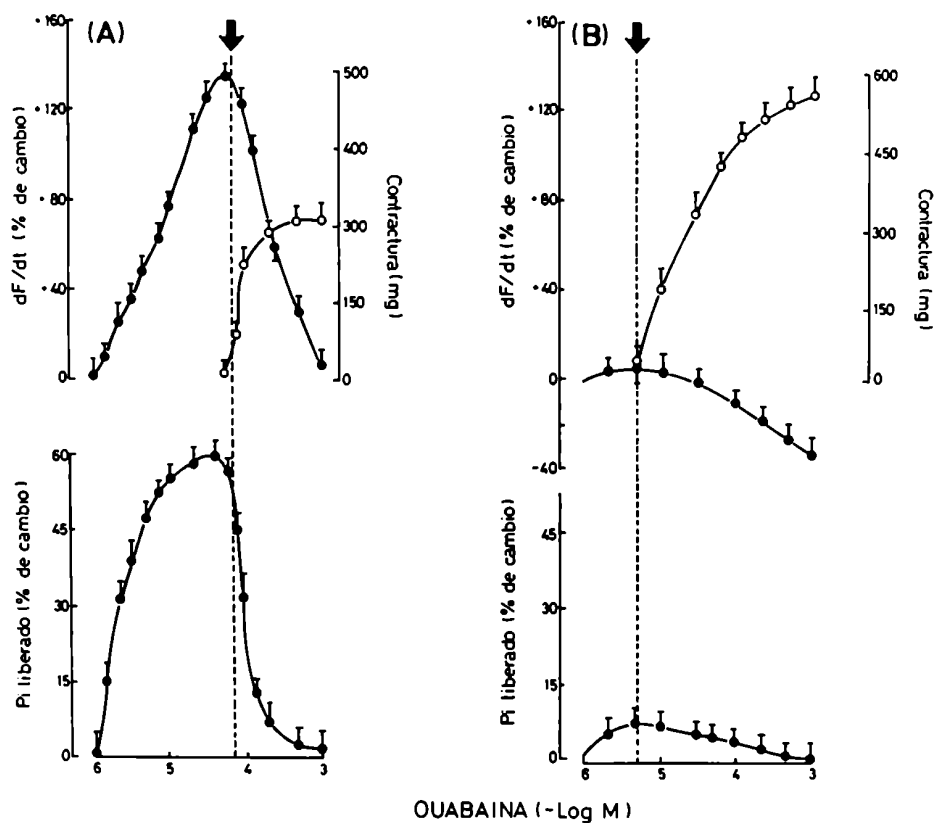 (A)
dF/dt (% de cambio)
+160
+120
+80
+40
0
500
400
300
150
0
Contractura (mg)
Pi liberado (% de cambio)
60
45
30
15
0
6 5 4 3
(B)
dF/dt (% de cambio)
+160
+120
+80
+40
0
-40
600
450
300
150
0
Contractura (mg)
Pi liberado (% de cambio)
45
30
15
0
6 5 4 3
OUABAINA (-Log M)